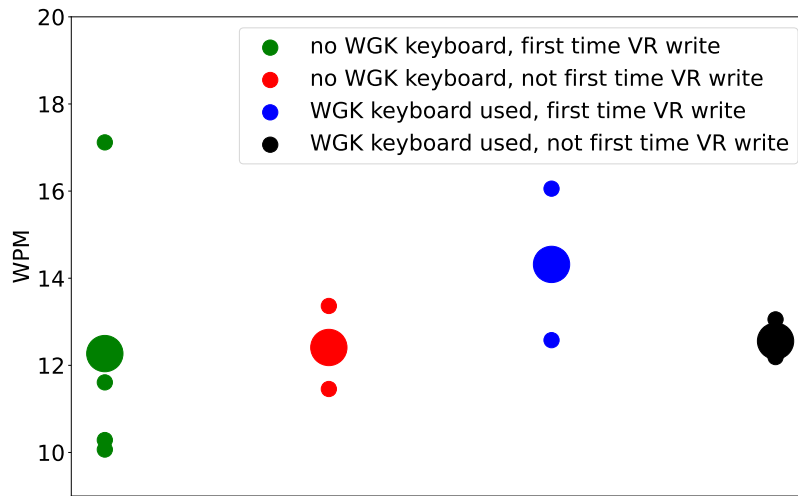 20
18
16
14
12
10
WPM
no WGK keyboard, first time VR write
no WGK keyboard, not first time VR write
WGK keyboard used, first time VR write
WGK keyboard used, not first time VR write